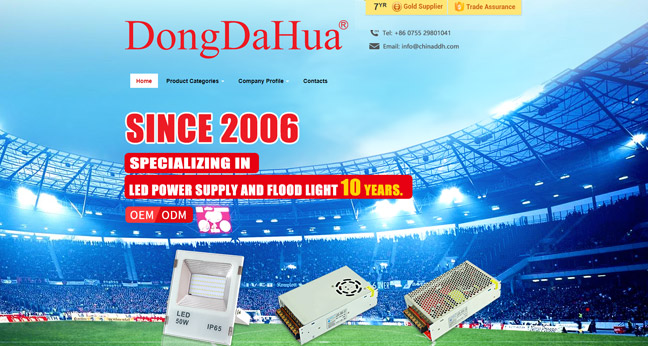 DongDaHua®
7YR Gold Supplier Trade Assurance
Tel: +86 0755 29801041
Email: info@chinaddh.com
Home Product Categories Company Profile Contacts
SINCE 2006
SPECIALIZING IN
LED POWER SUPPLY AND FLOOD LIGHT 10 YEARS.
OEM ODM
LED
50W IP65